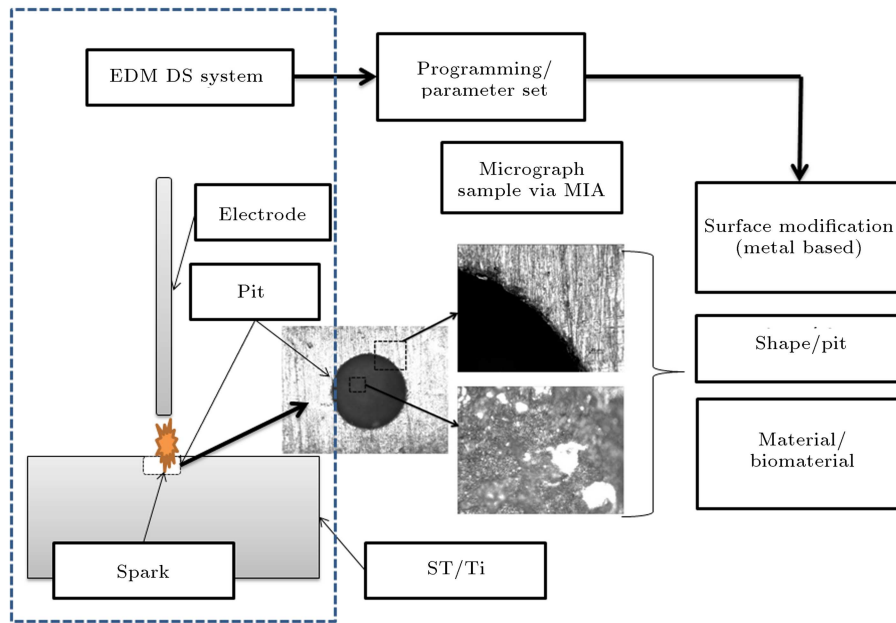 EDM DS system
Programming/
parameter set
Micrograph
sample via MIA
Electrode
Surface modification
(metal based)
Pit
Shape/pit
Material/
biomaterial
Spark
ST/Ti